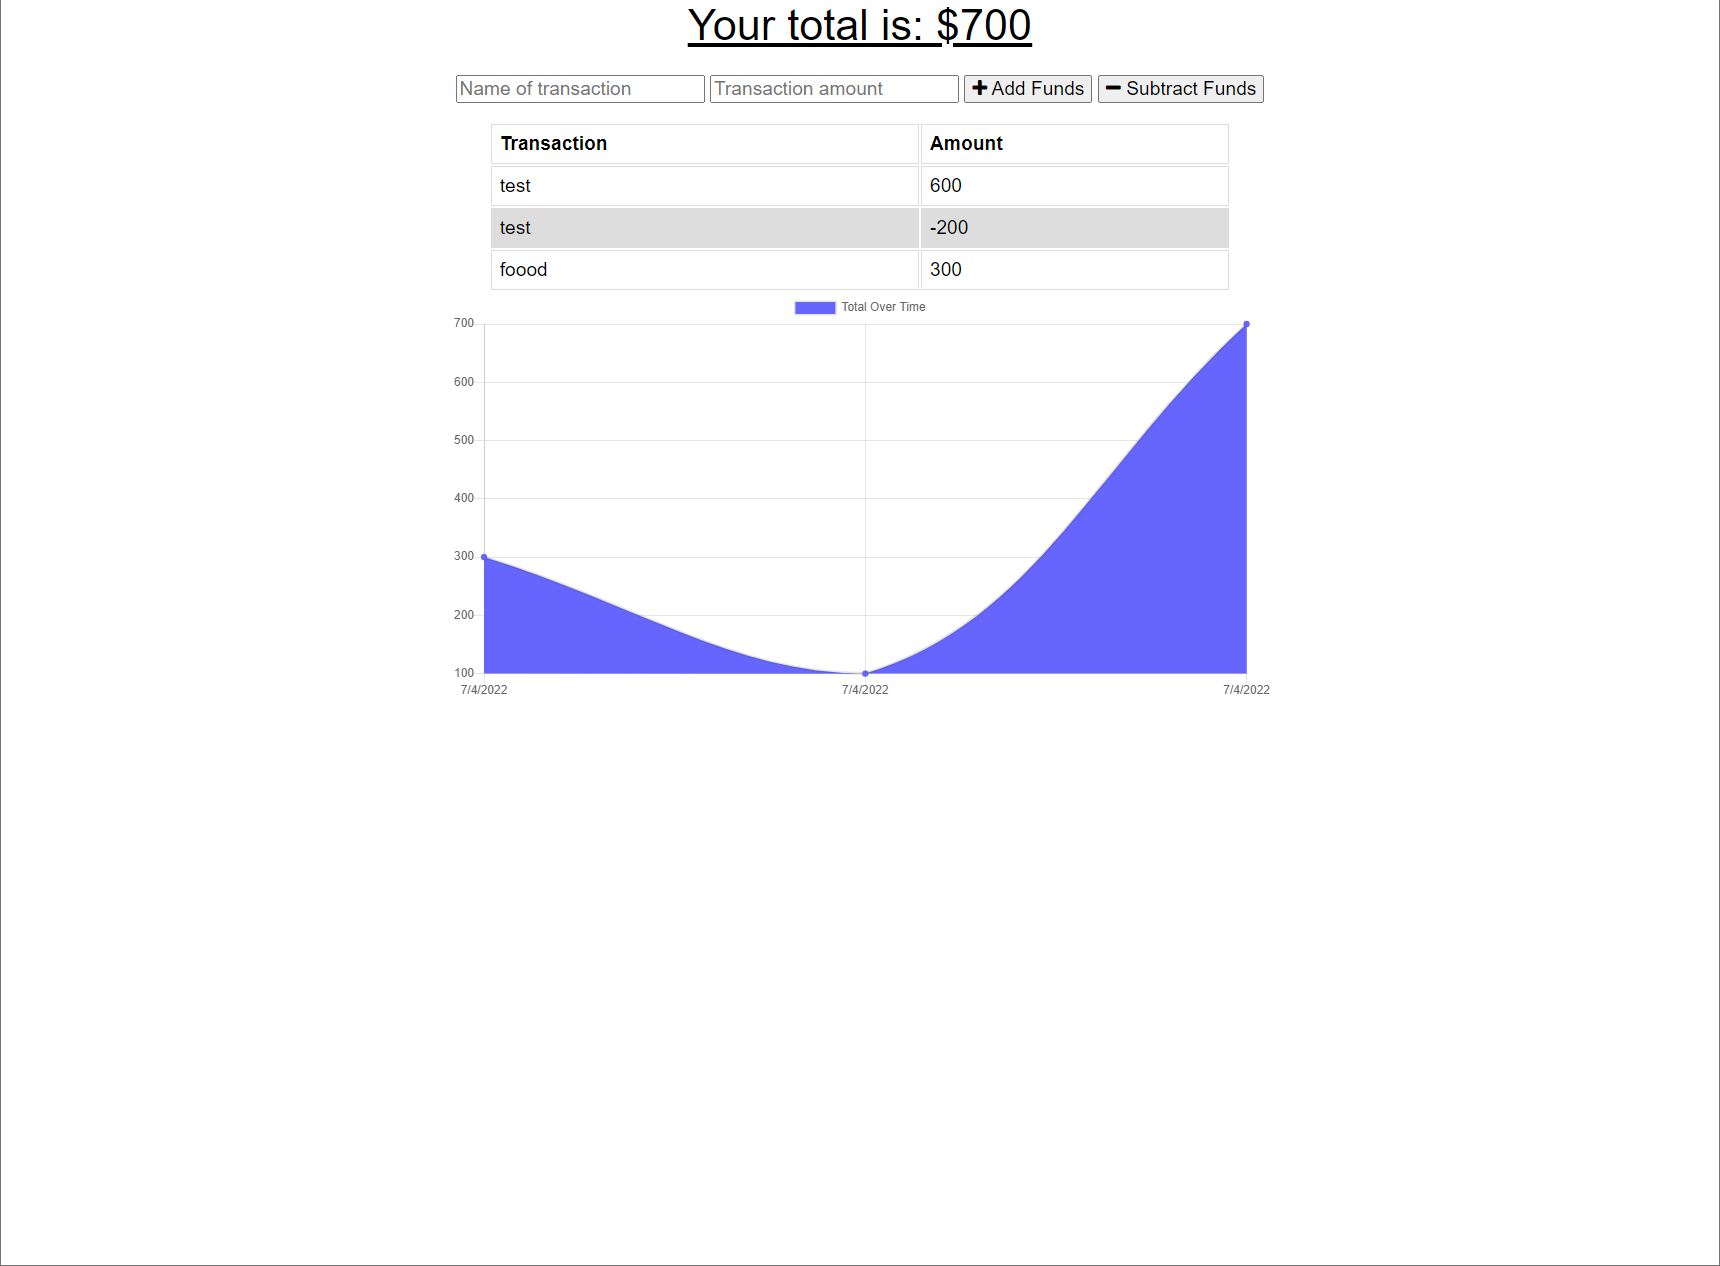 Your total is: $700
Name of transaction Transaction amount Add Funds Subtract Funds
Transaction Amount
test 600
test -200
foood 300
Total Over Time
700
600
500
400
300
200
100
7/4/2022 7/4/2022 7/4/2022